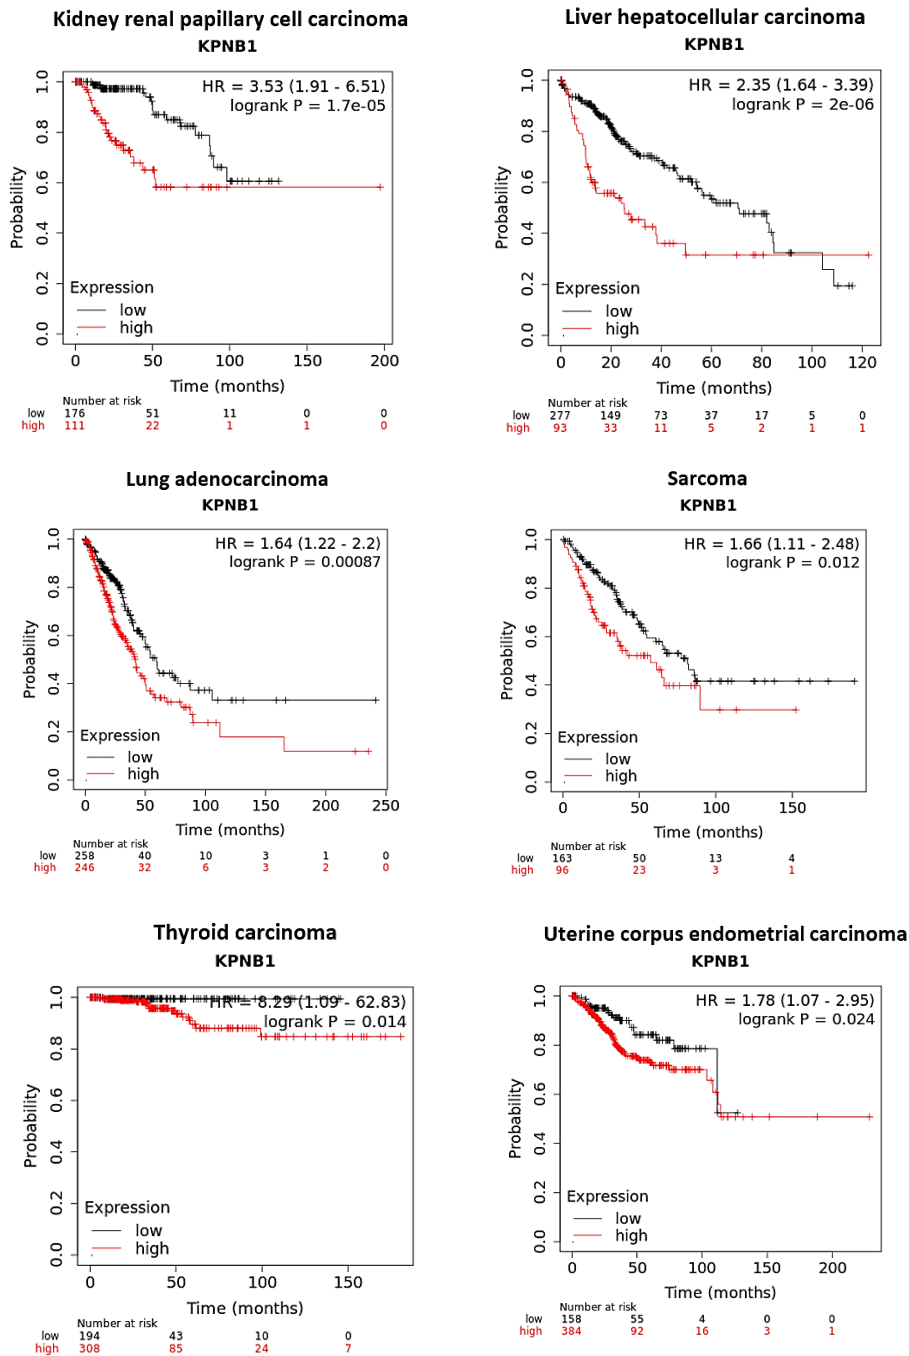 Kidney renal papillary cell carcinoma
KPNB1
HR = 3.53 (1.91 - 6.51)
logrank P = 1.7e-05
Probability
1.0
0.8
0.6
0.4
0.2
0.0
Expression
low
high
0 50 100 150 200
Time (months)
Number at risk
low 176 51 11 0 0
high 111 22 1 1 0
Liver hepatocellular carcinoma
KPNB1
HR = 2.35 (1.64 - 3.39)
logrank P = 2e-06
Probability
1.0
0.8
0.6
0.4
0.2
0.0
Expression
low
high
0 20 40 60 80 100 120
Time (months)
Number at risk
low 277 149 73 37 17 5 0
high 93 33 11 5 2 1 1
Lung adenocarcinoma
KPNB1
HR = 1.64 (1.22 - 2.2)
logrank P = 0.00087
Probability
1.0
0.8
0.6
0.4
0.2
0.0
Expression
low
high
0 50 100 150 200 250
Time (months)
Number at risk
low 258 40 10 3 1 0
high 246 32 6 3 2 0
Sarcoma
KPNB1
HR = 1.66 (1.11 - 2.48)
logrank P = 0.012
Probability
1.0
0.8
0.6
0.4
0.2
0.0
Expression
low
high
0 50 100 150
Time (months)
Number at risk
low 163 50 13 4
high 96 23 3 1
Thyroid carcinoma
KPNB1
HR = 8.29 (1.09 - 62.83)
logrank P = 0.014
Probability
1.0
0.8
0.6
0.4
0.2
0.0
Expression
low
high
0 50 100 150
Time (months)
Number at risk
low 194 43 10 0
high 308 85 24 7
Uterine corpus endometrial carcinoma
KPNB1
HR = 1.78 (1.07 - 2.95)
logrank P = 0.024
Probability
1.0
0.8
0.6
0.4
0.2
0.0
Expression
low
high
0 50 100 150 200
Time (months)
Number at risk
low 158 55 4 0 0
high 384 92 16 3 1